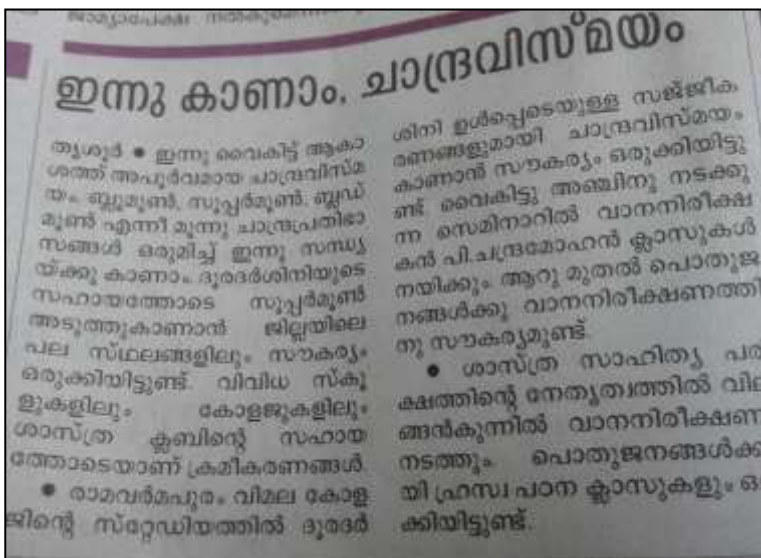 ഇന്നു കാണാം, ചാന്ദ്രവിസ്മയം
തൃശൂർ ● ഇന്നു വൈകിട്ട് ആകാ
ശത്ത് അപൂർവമായ ചാന്ദ്രവിസ്മ
യം. ബ്ലൂമൂൺ, സൂപ്പർമൂൺ, ബ്ലഡ്
മൂൺ എന്നീ മൂന്നു ചാന്ദ്രപ്രതിഭാ
സങ്ങൾ ഒരുമിച്ച് ഇന്നു സന്ധ്യ
യ്ക്കു കാണാം. ദൂരദർശിനിയുടെ
സഹായത്തോടെ സൂപ്പർമൂൺ
അടുത്തുകാണാൻ ജില്ലയിലെ
പല സ്ഥലങ്ങളിലും സൗകര്യം
ഒരുക്കിയിട്ടുണ്ട്. വിവിധ സ്കൂ
ളുകളിലും കോളജുകളിലും
ശാസ്ത്ര ക്ലബിന്റെ സഹായ
ത്തോടെയാണ് ക്രമീകരണങ്ങൾ.
● രാമവർമപുരം വിമല കോള
ജിന്റെ സ്റ്റേഡിയത്തിൽ ദൂരദർ
ശിനി ഉൾപ്പെടെയുള്ള സജ്ജീക
രണങ്ങളുമായി ചാന്ദ്രവിസ്മയം
കാണാൻ സൗകര്യം ഒരുക്കിയിട്ടു
ണ്ട്. വൈകിട്ടു അഞ്ചിനു നടക്കു
ന്ന സെമിനാറിൽ വാനനിരീക്ഷ
കൻ പി.ചന്ദ്രമോഹൻ ക്ലാസുകൾ
നയിക്കും. ആറു മുതൽ പൊതുജ
നങ്ങൾക്കു വാനനിരീക്ഷണത്തി
നു സൗകര്യമുണ്ട്.
● ശാസ്ത്ര സാഹിത്യ പരി
ക്ഷത്തിന്റെ നേതൃത്വത്തിൽ വില
ങ്ങൻകുന്നിൽ വാനനിരീക്ഷണ
നടത്തും. പൊതുജനങ്ങൾക്കാ
യി ഹ്രസ്വ പഠന ക്ലാസുകളും ഒ
ക്കിയിട്ടുണ്ട്.